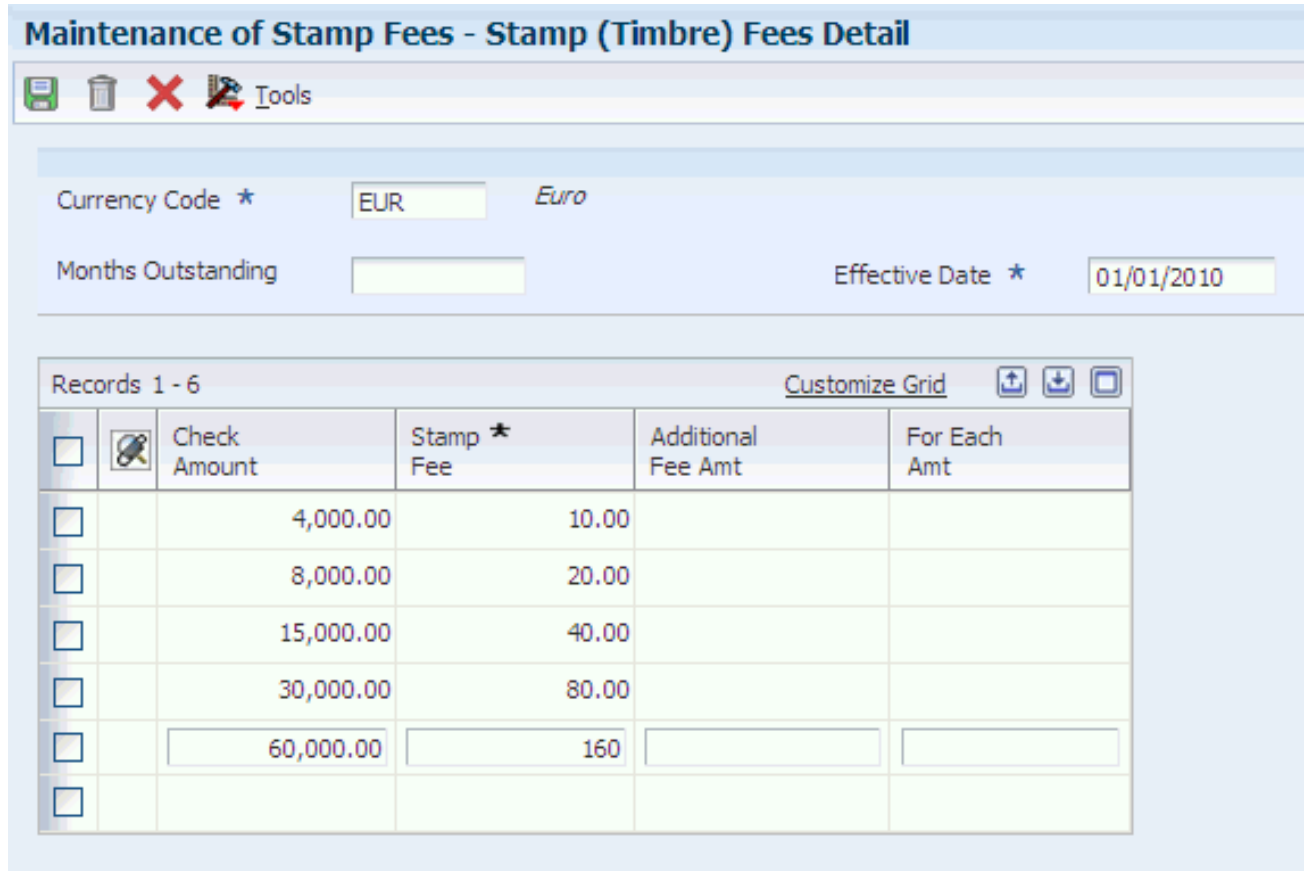 Maintenance of Stamp Fees - Stamp (Timbre) Fees Detail
Tools
Currency Code * EUR Euro
Months Outstanding Effective Date * 01/01/2010
Records 1 - 6 Customize Grid
Check Amount Stamp * Fee Additional Fee Amt For Each Amt
4,000.00 10.00
8,000.00 20.00
15,000.00 40.00
30,000.00 80.00
60,000.00 160